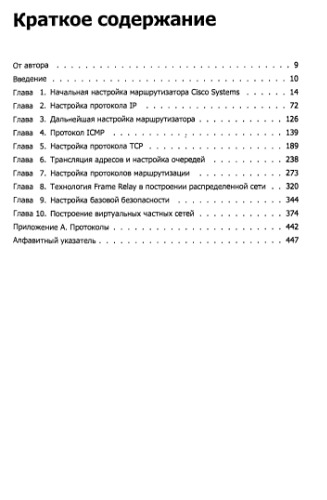 Краткое содержание
От автора . . . . . . . . . . . . . . . . . . . . . . . . . . . . . . 9
Введение . . . . . . . . . . . . . . . . . . . . . . . . . . . . . . 10
Глава 1. Начальная настройка маршрутизатора Cisco Systems . . . . . . 14
Глава 2. Настройка протокола IP . . . . . . . . . . . . . . . . . . . . 72
Глава 3. Дальнейшая настройка маршрутизатора . . . . . . . . . . . . 126
Глава 4. Протокол ICMP . . . . . . . . . . . . . . . . . . . . . . . 139
Глава 5. Настройка протокола TCP . . . . . . . . . . . . . . . . . . 189
Глава 6. Трансляция адресов и настройка очередей . . . . . . . . . . 238
Глава 7. Настройка протоколов маршрутизации . . . . . . . . . . . . 273
Глава 8. Технология Frame Relay в построении распределенной сети . . . 320
Глава 9. Настройка базовой безопасности . . . . . . . . . . . . . . . 344
Глава 10. Построение виртуальных частных сетей . . . . . . . . . . . 374
Приложение А. Протоколы . . . . . . . . . . . . . . . . . . . . . . 442
Алфавитный указатель . . . . . . . . . . . . . . . . . . . . . . . . 447